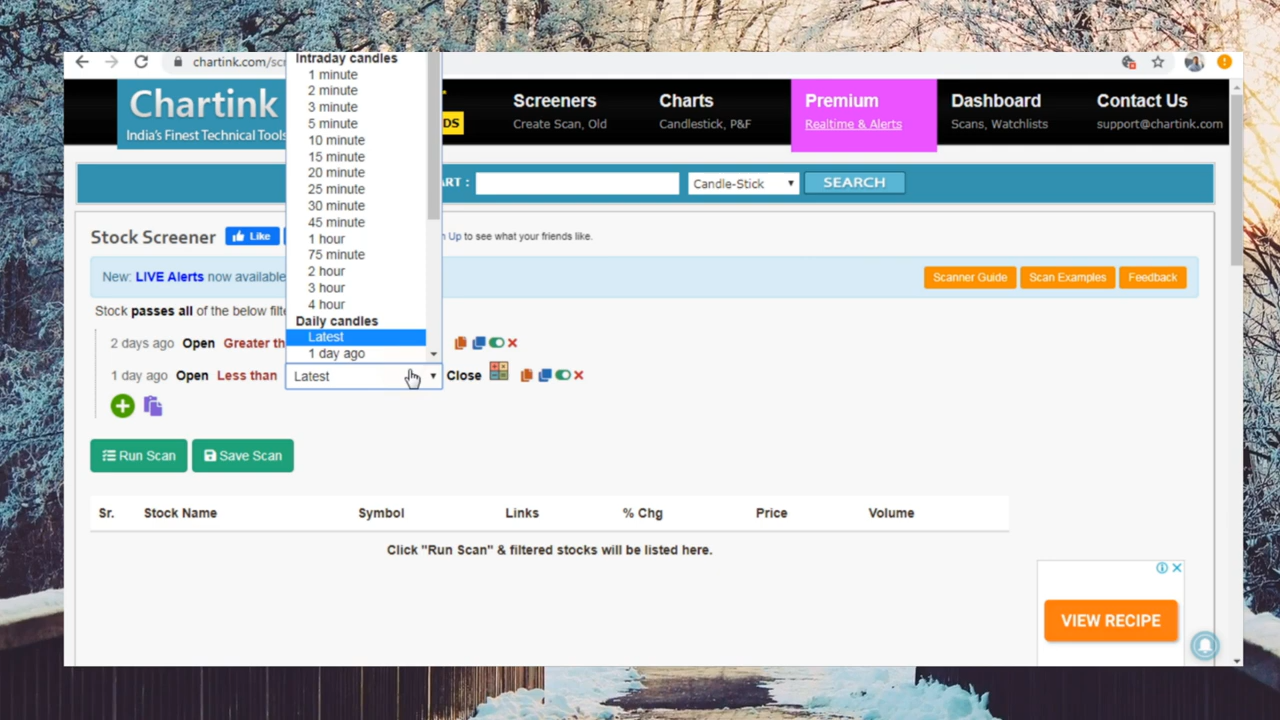 chartink.com/scr
Chartink
India's Finest Technical Tools
DS
Screeners
Create Scan, Old
Charts
Candlestick, P&F
Premium
Realtime & Alerts
Dashboard
Scans, Watchlists
Contact Us
support@chartink.com
ART :
Candle-Stick
SEARCH
Stock Screener
Like
Up to see what your friends like.
New: LIVE Alerts now available
Scanner Guide
Scan Examples
Feedback
Stock passes all of the below filte
Intraday candles
1 minute
2 minute
3 minute
5 minute
10 minute
15 minute
20 minute
25 minute
30 minute
45 minute
1 hour
75 minute
2 hour
3 hour
4 hour
Daily candles
Latest
1 day ago
2 days ago Open Greater th
1 day ago Open Less than Latest Close
Run Scan
Save Scan
Sr. Stock Name Symbol Links % Chg Price Volume
Click "Run Scan" & filtered stocks will be listed here.
VIEW RECIPE